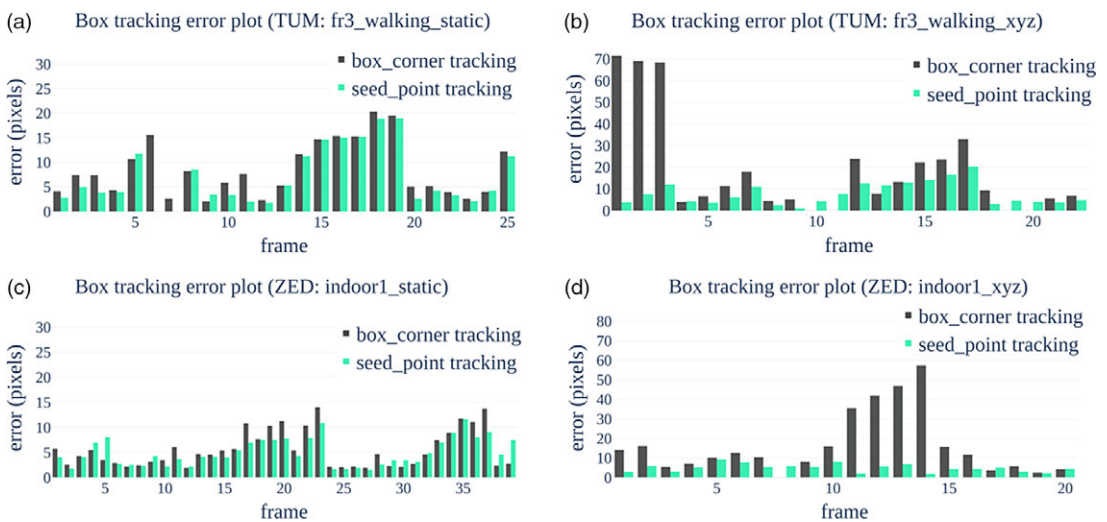 (a)
Box tracking error plot (TUM: fr3_walking_static)
box_corner tracking
seed_point tracking
error (pixels)
30
25
20
15
10
5
0
5
10
15
20
25
frame
(b)
Box tracking error plot (TUM: fr3_walking_xyz)
box_corner tracking
seed_point tracking
error (pixels)
70
60
50
40
30
20
10
0
5
10
15
20
frame
(c)
Box tracking error plot (ZED: indoor1_static)
box_corner tracking
seed_point tracking
error (pixels)
30
25
20
15
10
5
0
5
10
15
20
25
30
35
frame
(d)
Box tracking error plot (ZED: indoor1_xyz)
box_corner tracking
seed_point tracking
error (pixels)
80
70
60
50
40
30
20
10
0
5
10
15
20
frame